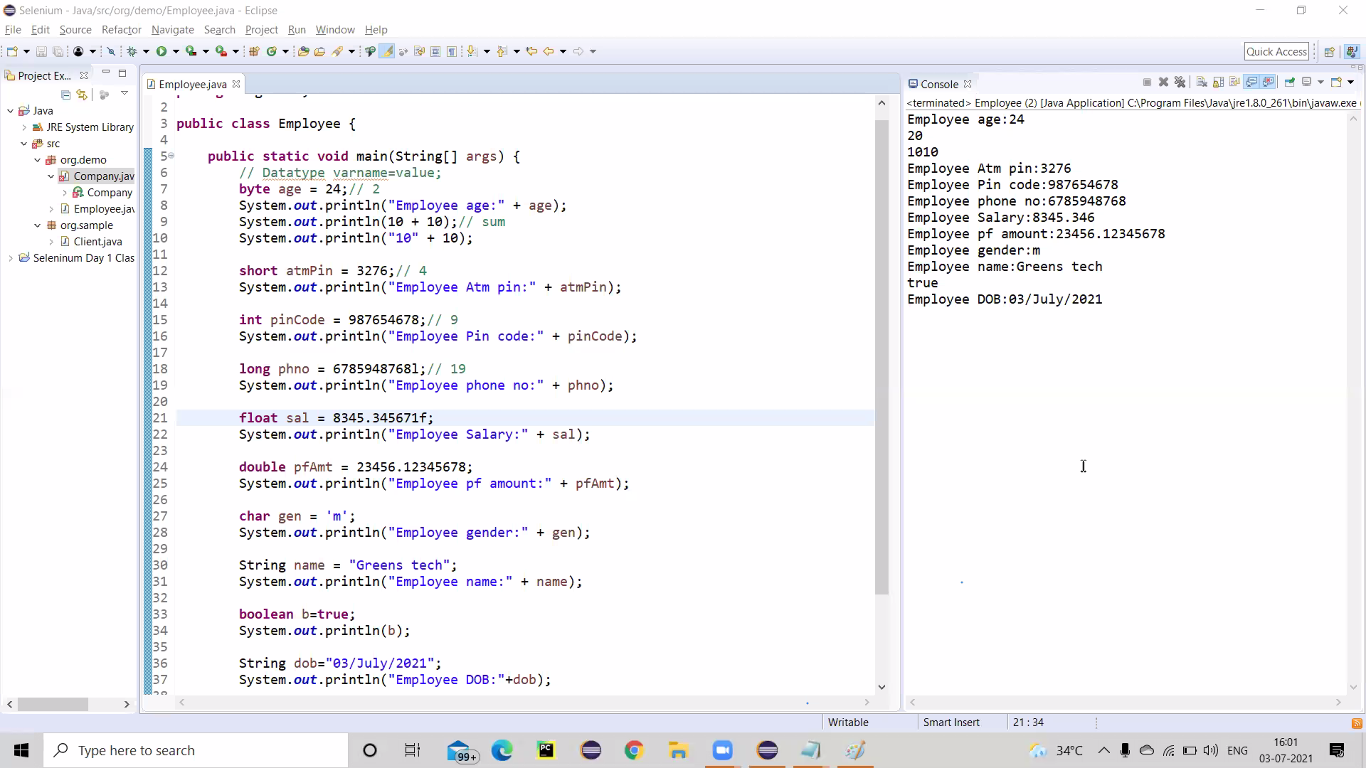 Selenium - Java/src/org/demo/Employee.java - Eclipse
File Edit Source Refactor Navigate Search Project Run Window Help
Quick Access
Project Ex...
Java
JRE System Library
src
org.demo
Company.jav
Company
Employee.jav
org.sample
Client.java
Seleninum Day 1 Clas
Employee.java
2
3 public class Employee {
4
5 public static void main(String[] args) {
6 // Datatype varname=value;
7 byte age = 24;// 2
8 System.out.println("Employee age:" + age);
9 System.out.println(10 + 10);// sum
10 System.out.println("10" + 10);
11
12 short atmPin = 3276;// 4
13 System.out.println("Employee Atm pin:" + atmPin);
14
15 int pinCode = 987654678;// 9
16 System.out.println("Employee Pin code:" + pinCode);
17
18 long phno = 6785948768l;// 19
19 System.out.println("Employee phone no:" + phno);
20
21 float sal = 8345.345671f;
22 System.out.println("Employee Salary:" + sal);
23
24 double pfAmt = 23456.12345678;
25 System.out.println("Employee pf amount:" + pfAmt);
26
27 char gen = 'm';
28 System.out.println("Employee gender:" + gen);
29
30 String name = "Greens tech";
31 System.out.println("Employee name:" + name);
32
33 boolean b=true;
34 System.out.println(b);
35
36 String dob="03/July/2021";
37 System.out.println("Employee DOB:"+dob);
Console
<terminated> Employee (2) [Java Application] C:\Program Files\Java\jre1.8.0_261\bin\javaw.exe (
Employee age:24
20
1010
Employee Atm pin:3276
Employee Pin code:987654678
Employee phone no:6785948768
Employee Salary:8345.346
Employee pf amount:23456.12345678
Employee gender:m
Employee name:Greens tech
true
Employee DOB:03/July/2021
Writable Smart Insert 21 : 34
Type here to search
99+
PC
34°C
ENG
16:01
03-07-2021